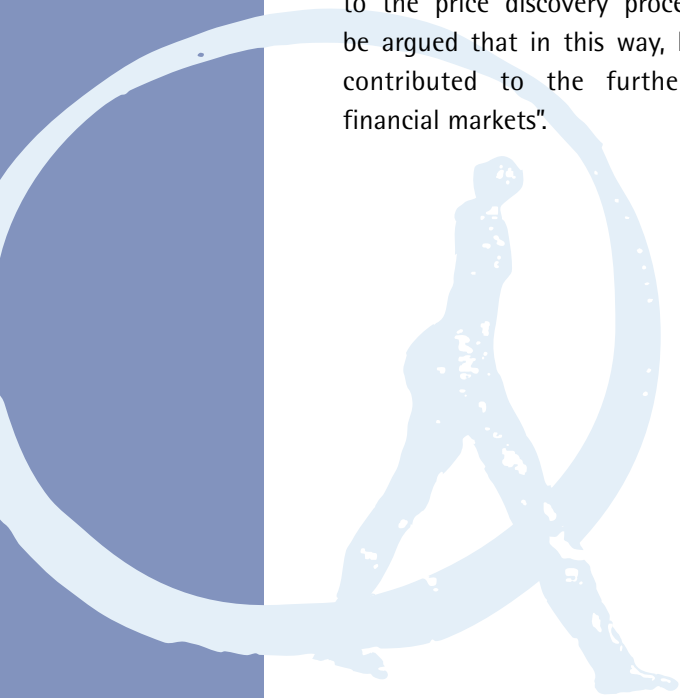 to the price discovery
be argued that in this way,
contributed to the
financial markets”.